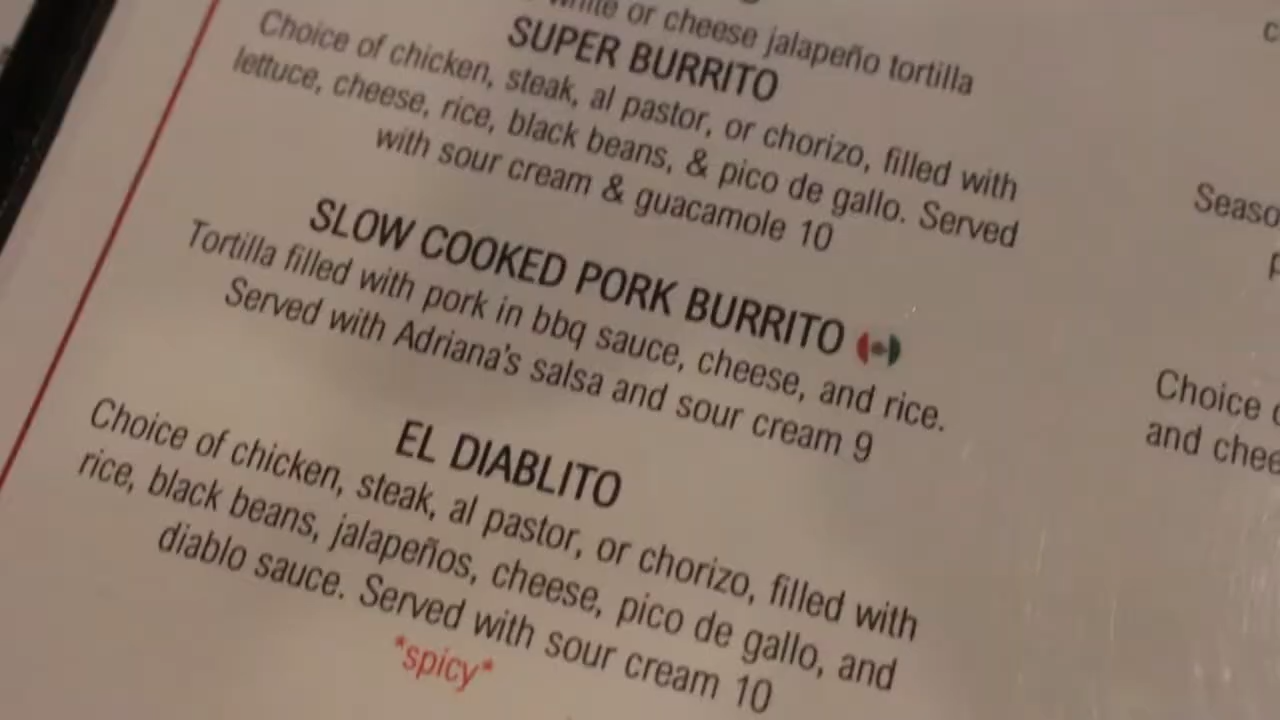 white or cheese jalapeño tortilla
SUPER BURRITO
Choice of chicken, steak, al pastor, or chorizo, filled with
lettuce, cheese, rice, black beans, & pico de gallo. Served
with sour cream & guacamole 10
SLOW COOKED PORK BURRITO
Tortilla filled with pork in bbq sauce, cheese, and rice.
Served with Adriana's salsa and sour cream 9
EL DIABLITO
Choice of chicken, steak, al pastor, or chorizo, filled with
rice, black beans, jalapeños, cheese, pico de gallo, and
diablo sauce. Served with sour cream 10
*spicy*
Choice
and